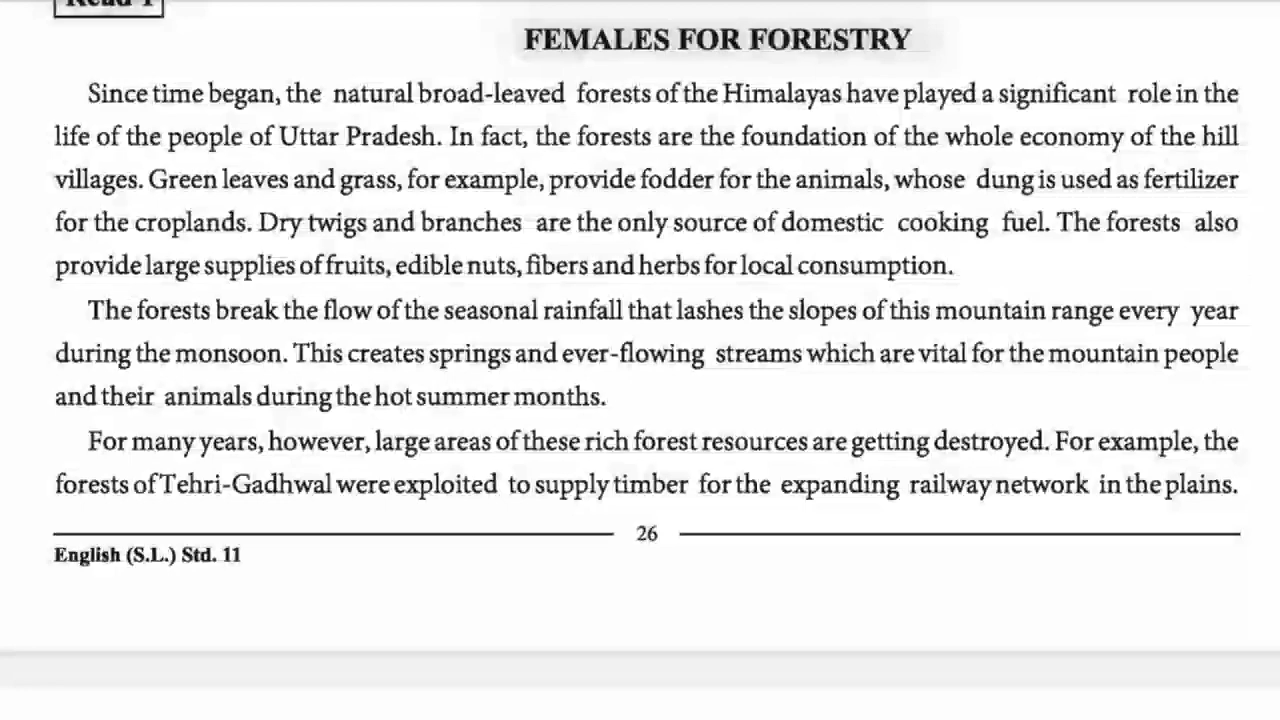 Read 1
FEMALES FOR FORESTRY
Since time began, the natural broad-leaved forests of the Himalayas have played a significant role in the
life of the people of Uttar Pradesh. In fact, the forests are the foundation of the whole economy of the hill
villages. Green leaves and grass, for example, provide fodder for the animals, whose dung is used as fertilizer
for the croplands. Dry twigs and branches are the only source of domestic cooking fuel. The forests also
provide large supplies of fruits, edible nuts, fibers and herbs for local consumption.
The forests break the flow of the seasonal rainfall that lashes the slopes of this mountain range every year
during the monsoon. This creates springs and ever-flowing streams which are vital for the mountain people
and their animals during the hot summer months.
For many years, however, large areas of these rich forest resources are getting destroyed. For example, the
forests of Tehri-Gadhwal were exploited to supply timber for the expanding railway network in the plains.
26
English (S.L.) Std. 11